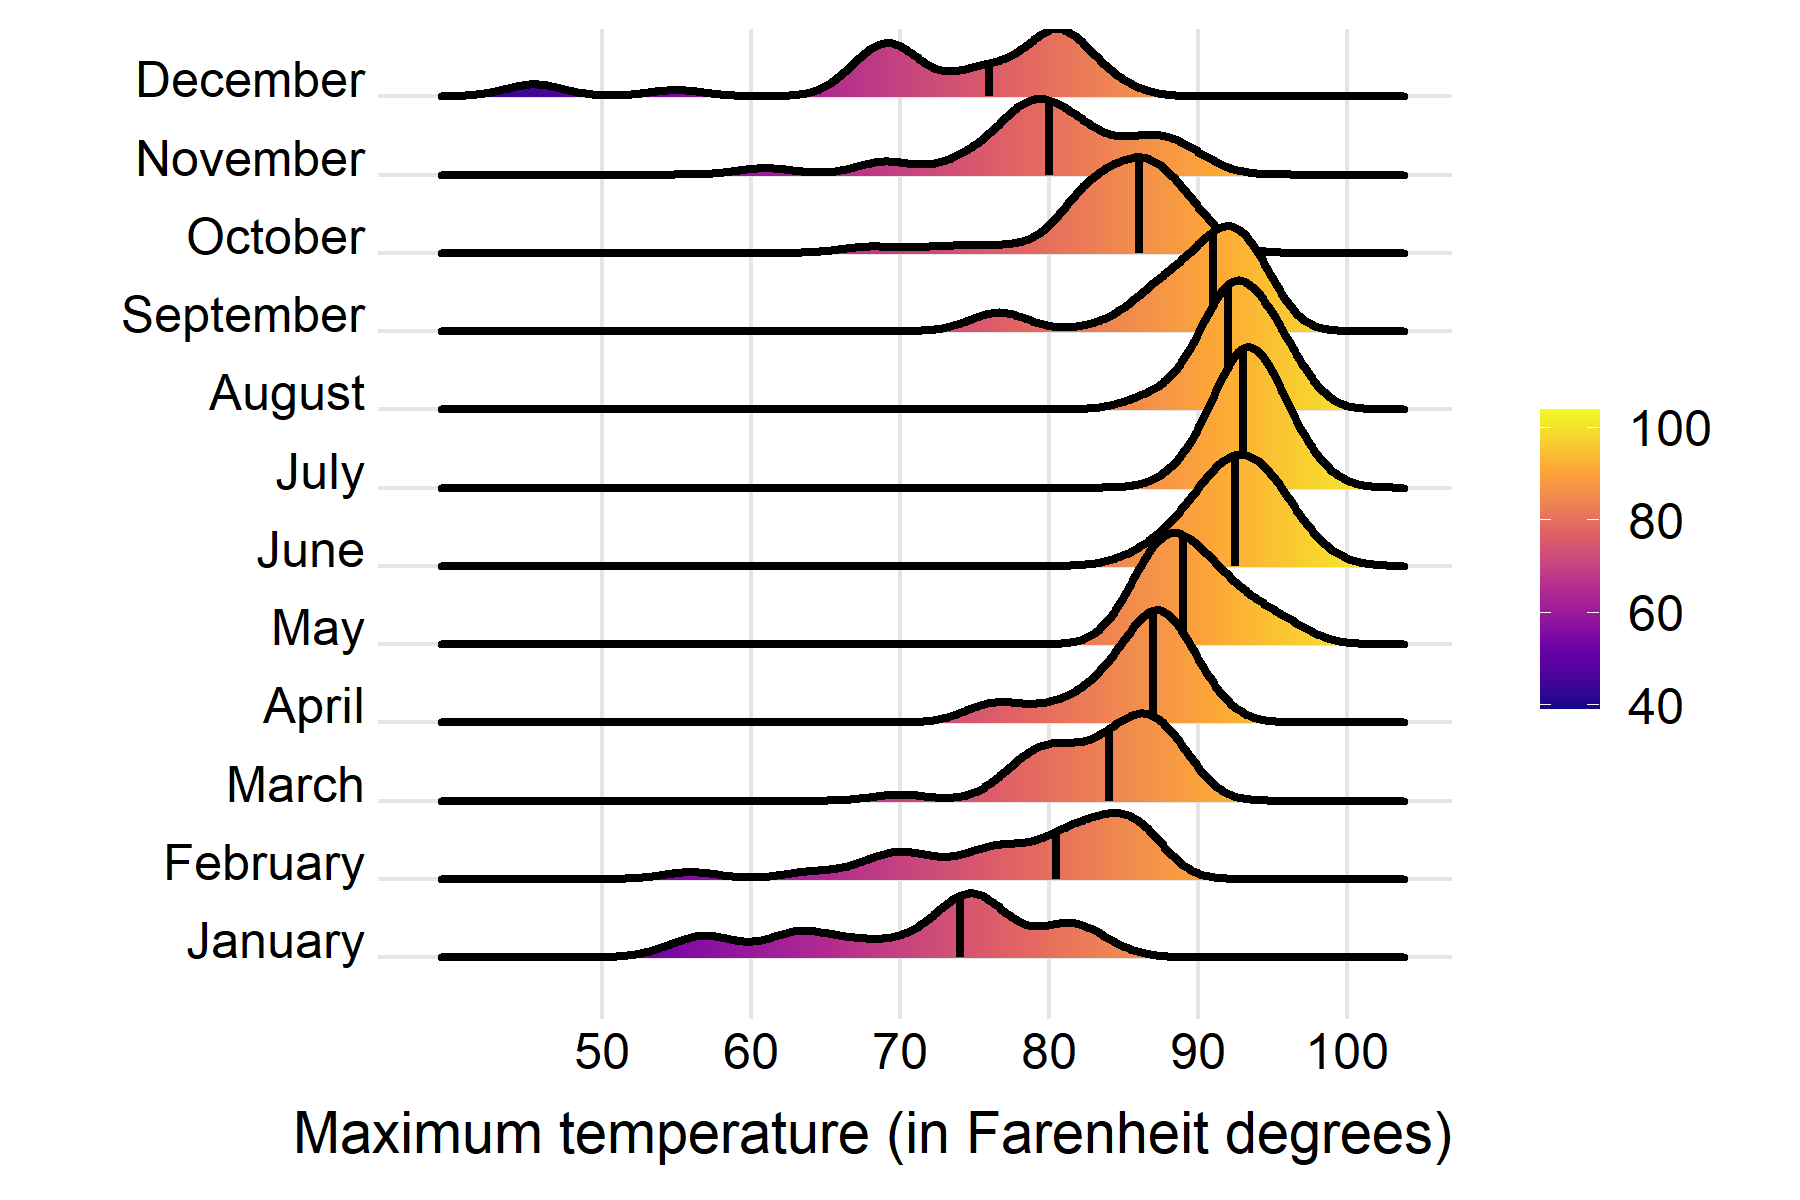 December
November
October
September
August
July
June
May
April
March
February
January
50 60 70 80 90 100
Maximum temperature (in Farenheit degrees)
100
80
60
40